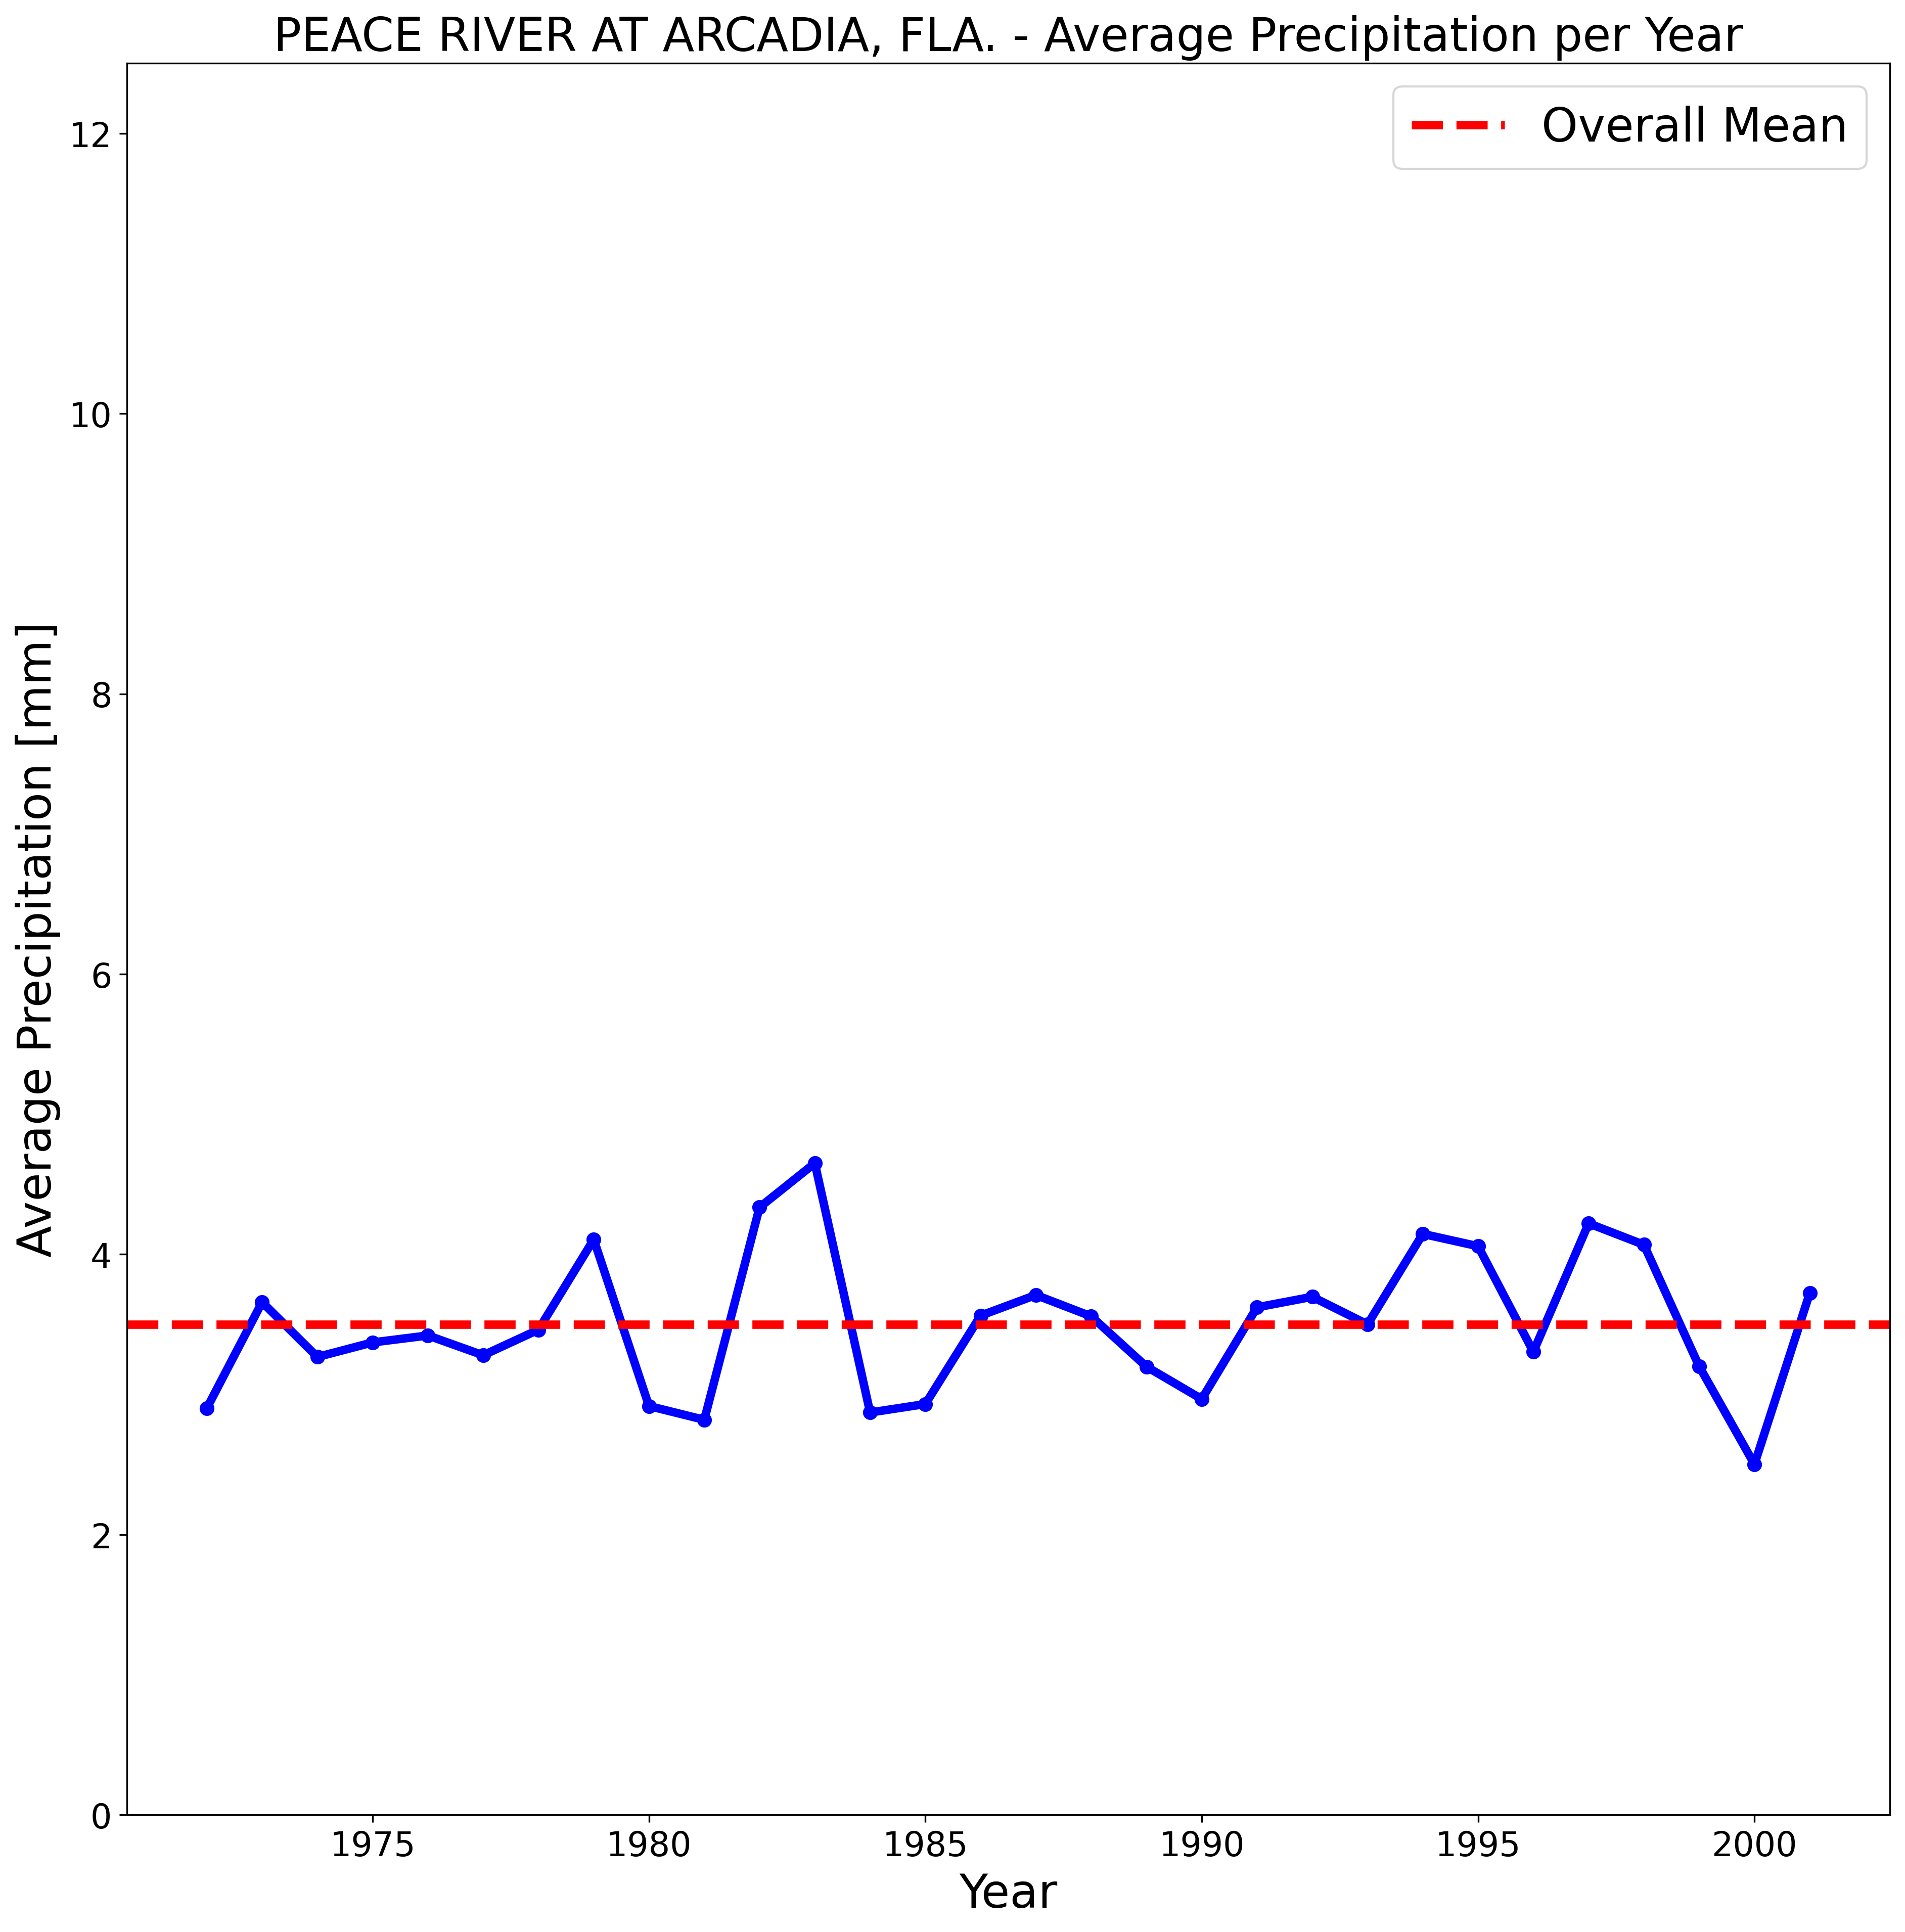 PEACE RIVER AT ARCADIA, FLA. - Average Precipitation per Year
Overall Mean
Average Precipitation [mm]
12
10
8
6
4
2
0
1975 1980 1985 1990 1995 2000
Year